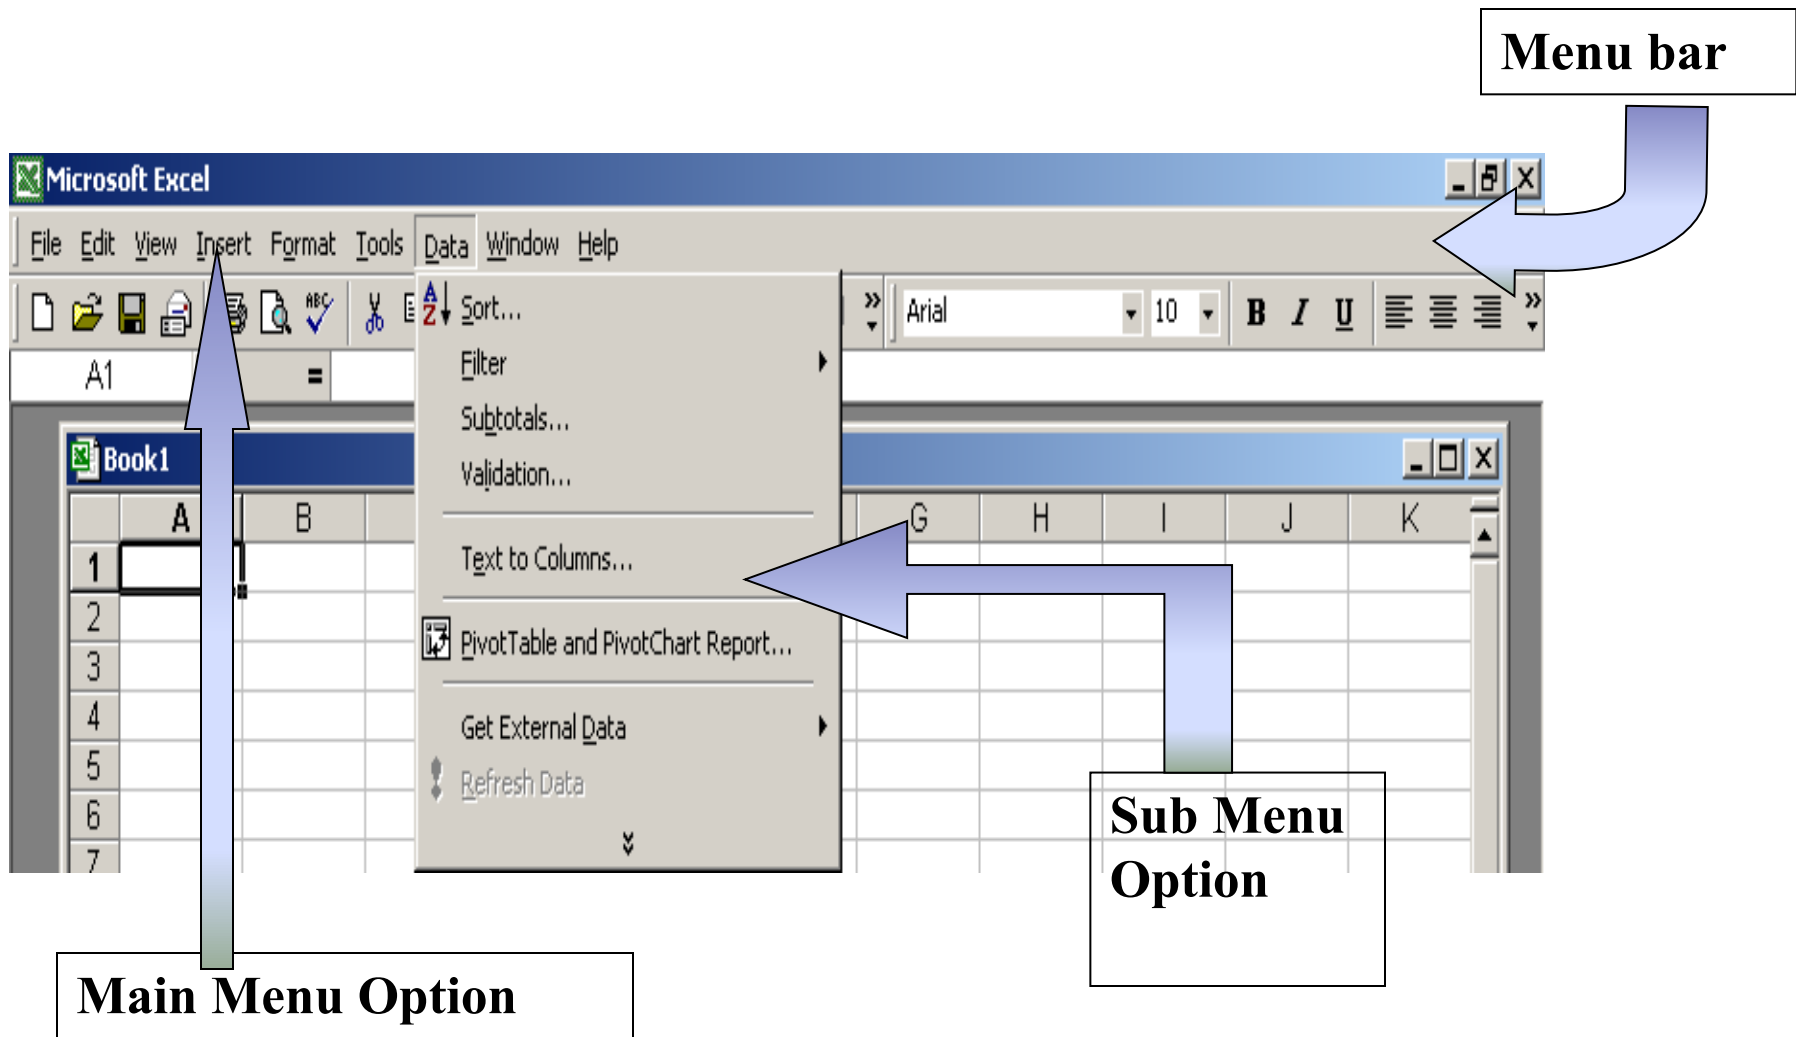 Menu bar
Microsoft Excel
File Edit View Insert Format Tools Data Window Help
ABC
A Z Sort...
Arial 10 B I U
Filter
A1 =
Subtotals...
Book1
Validation...
A B G H I J K
1
Text to Columns...
2
PivotTable and PivotChart Report...
3
4
Get External Data
5
Refresh Data
6
7
Sub Menu
Option
Main Menu Option